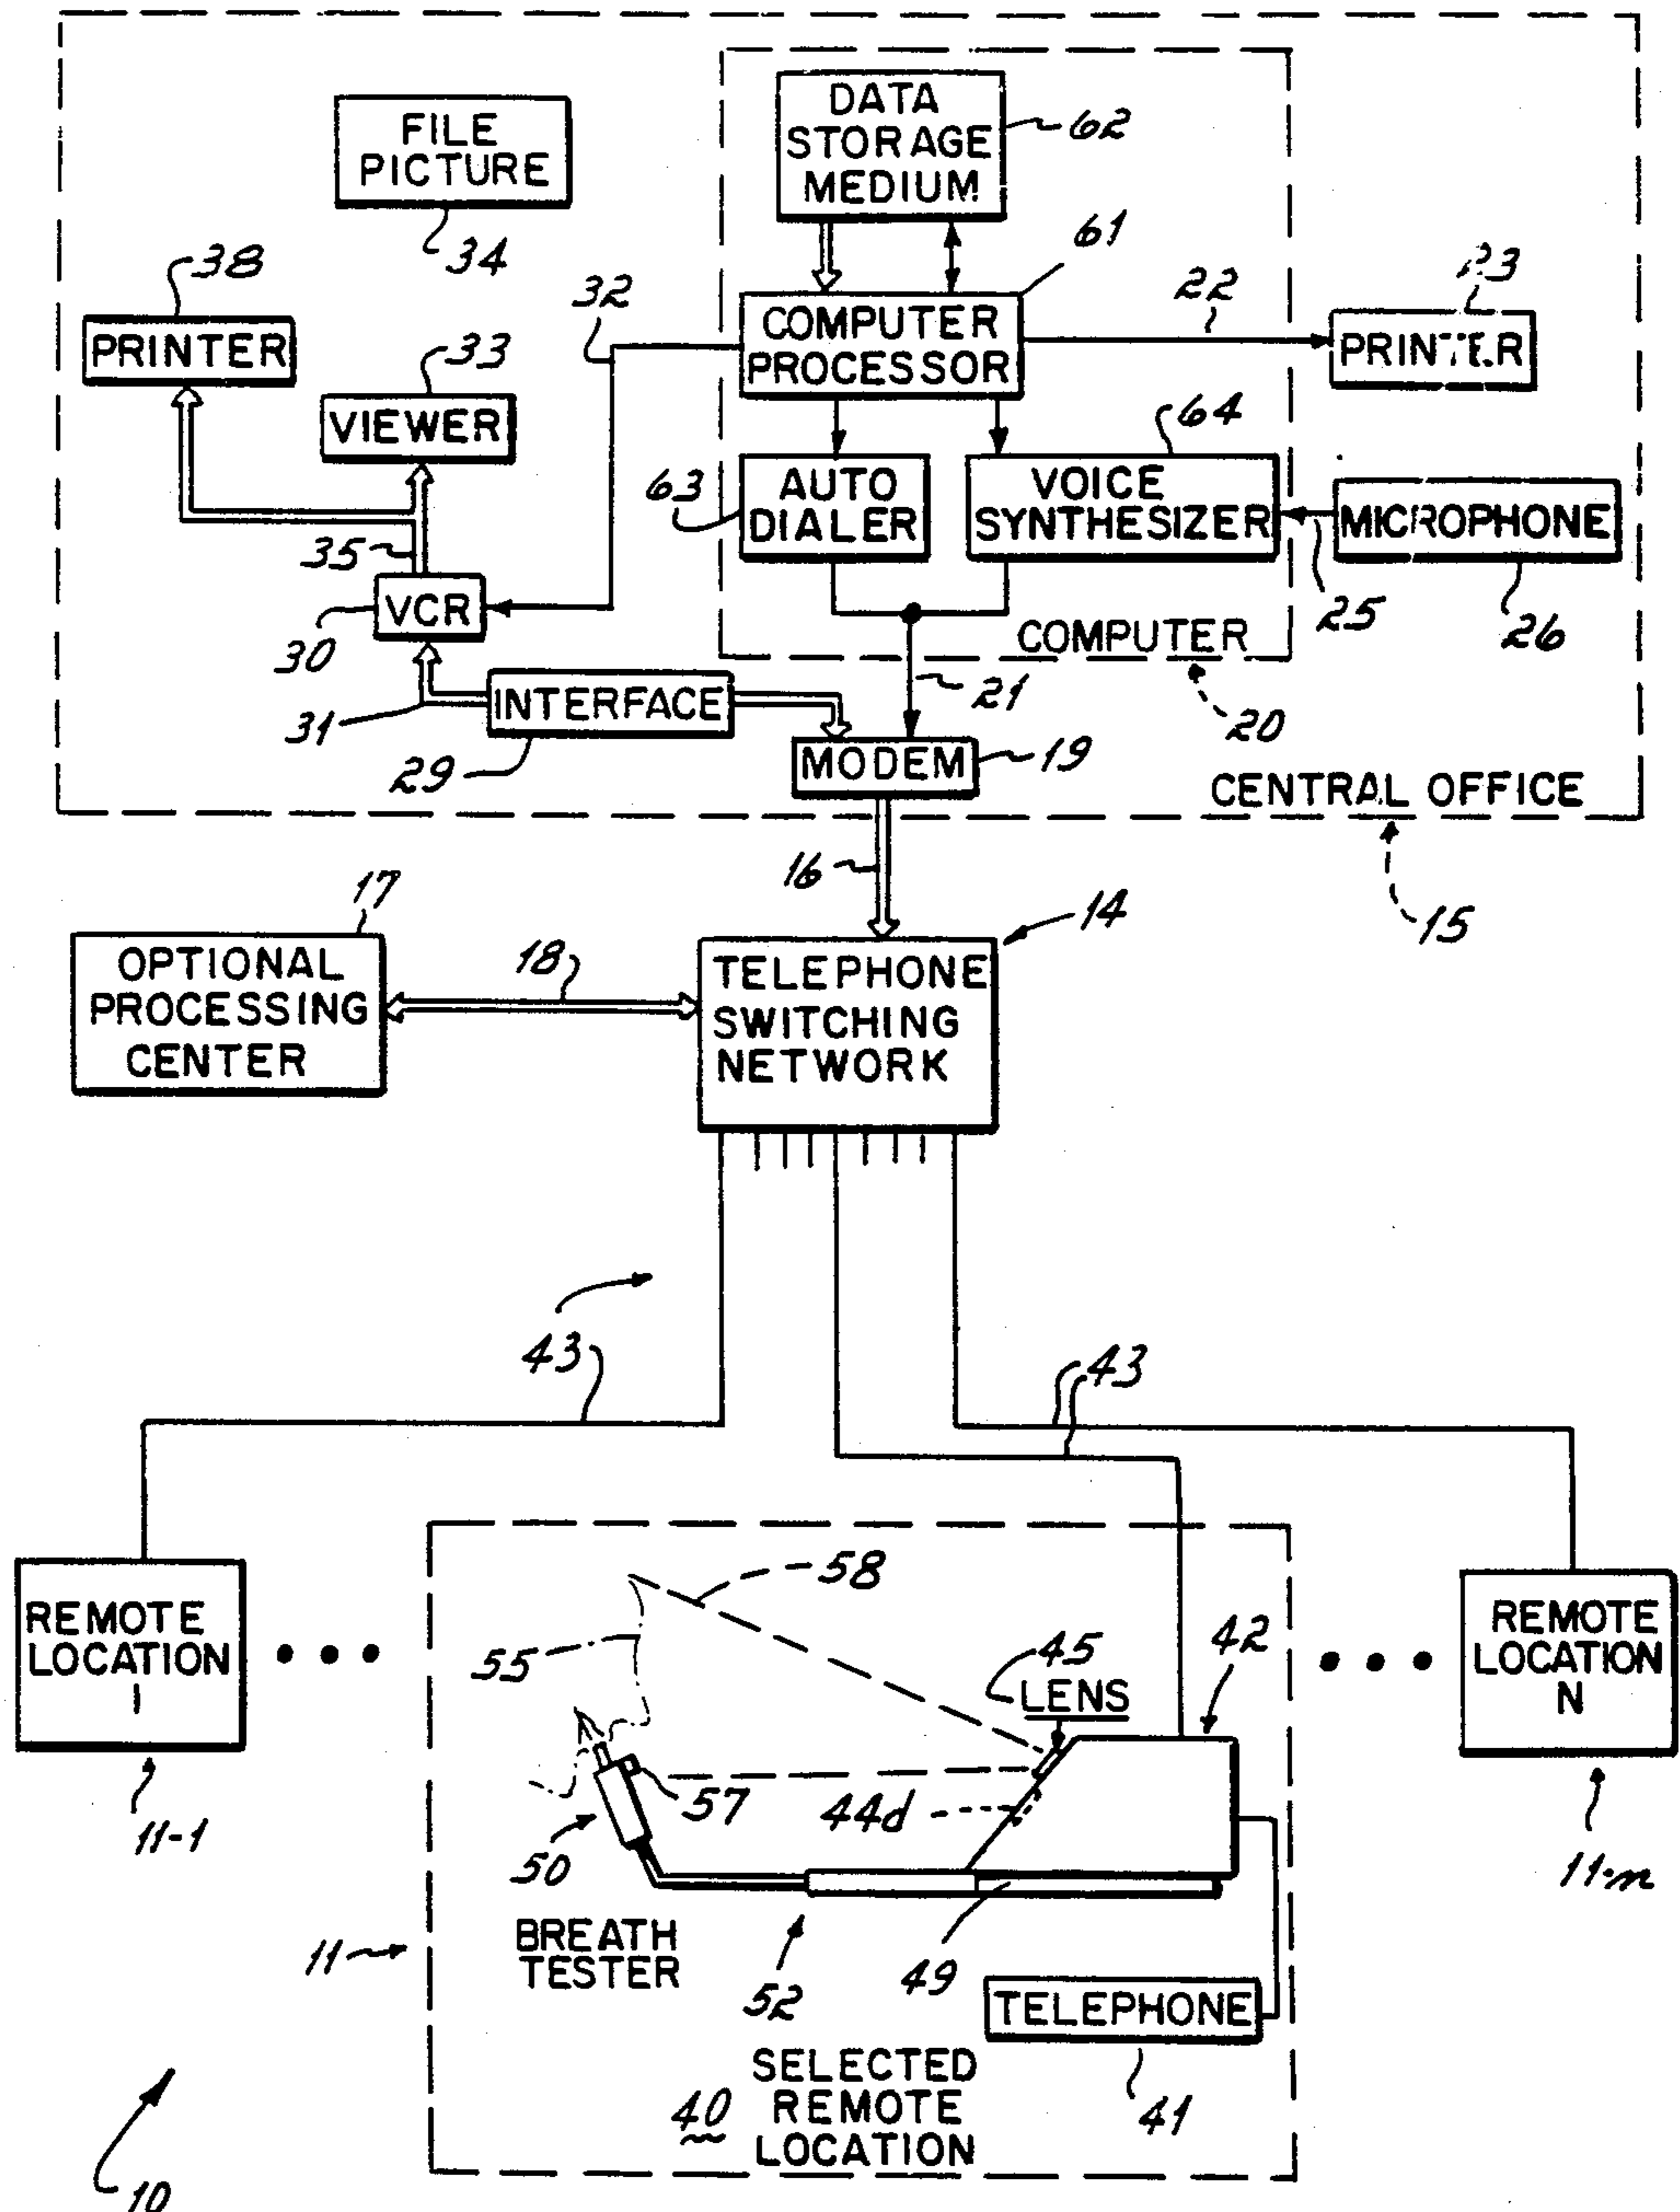 DATA
STORAGE
MEDIUM
62
FILE
PICTURE
34
61
38
PRINTER
33
VIEWER
32
COMPUTER
PROCESSOR
22
23
PRINTER
64
63
AUTO
DIALER
VOICE
SYNTHESIZER
MICROPHONE
25
26
35
VCR
30
COMPUTER
20
31
INTERFACE
29
21
MODEM
19
CENTRAL OFFICE
15
16
17
OPTIONAL
PROCESSING
CENTER
18
14
TELEPHONE
SWITCHING
NETWORK
43
43
REMOTE
LOCATION
1
11-1
58
55
45
LENS
42
57
44d
50
BREATH
TESTER
52
49
11
TELEPHONE
41
SELECTED
REMOTE
LOCATION
40
REMOTE
LOCATION
N
11-n
10